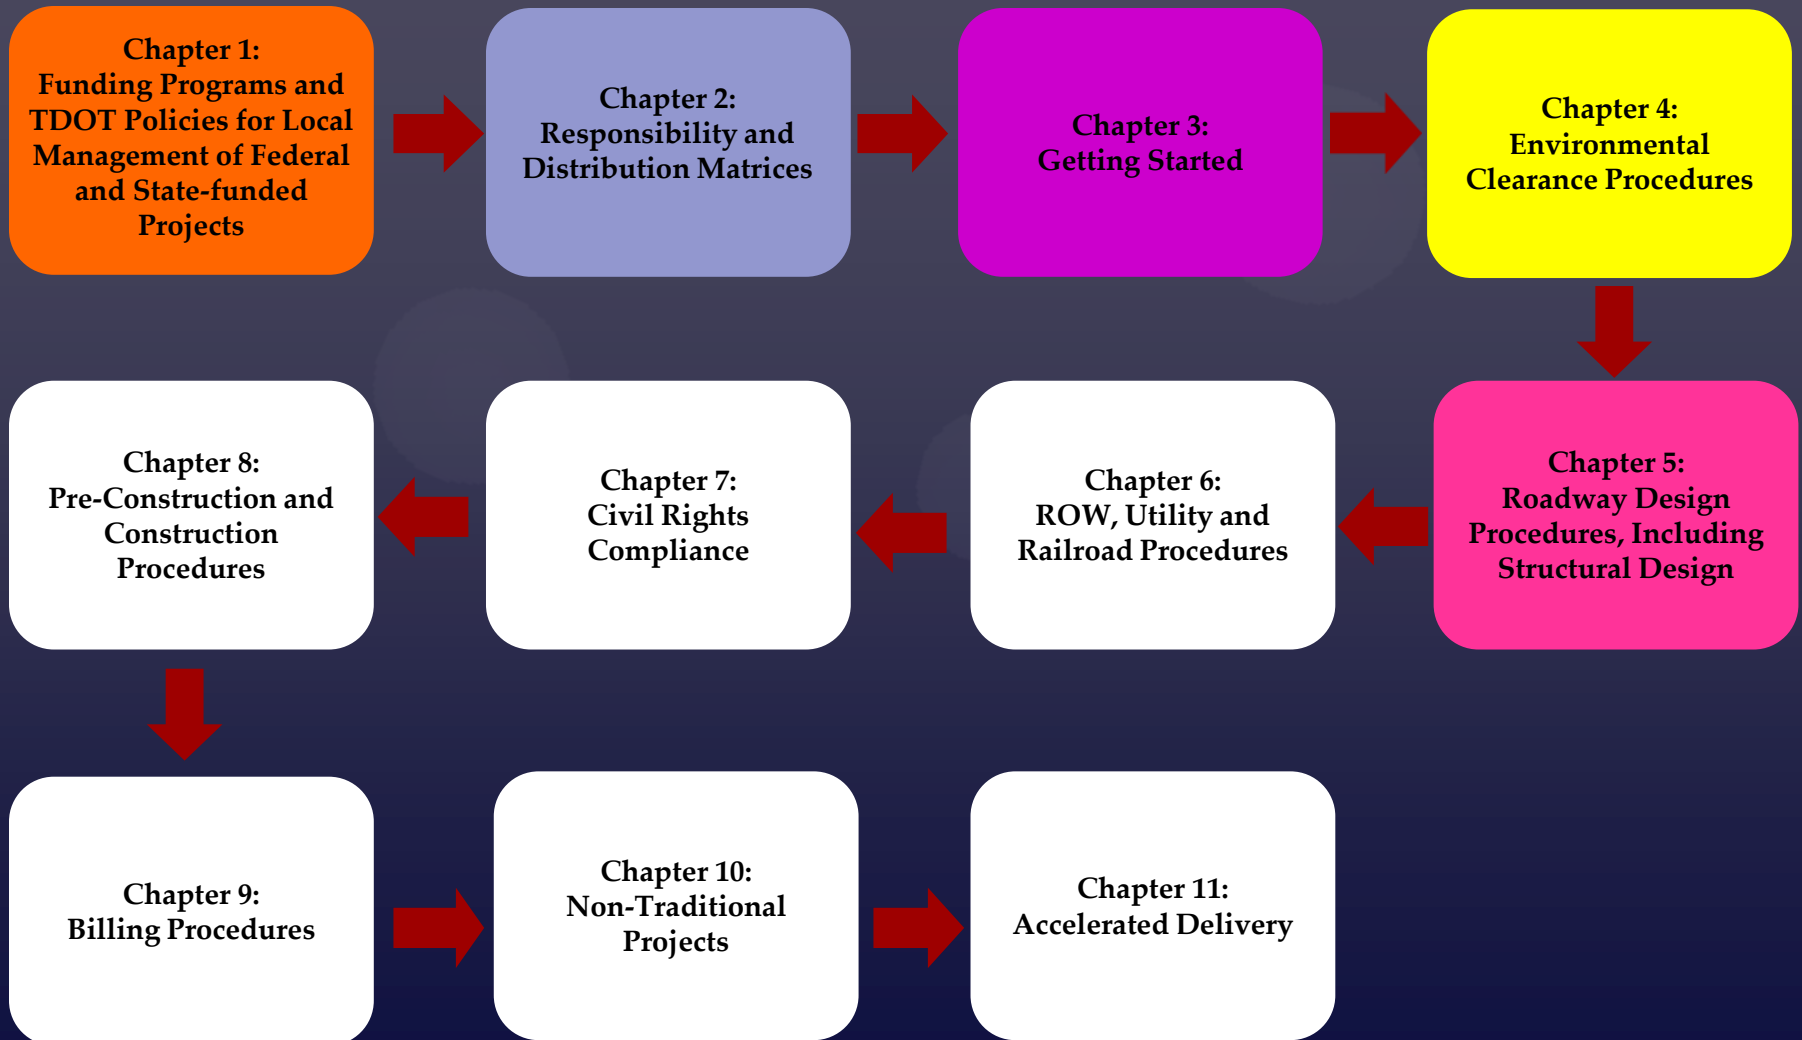 Chapter 1:
Funding Programs and
TDOT Policies for Local
Management of Federal
and State-funded
Projects
Chapter 2:
Responsibility and
Distribution Matrices
Chapter 3:
Getting Started
Chapter 4:
Environmental
Clearance Procedures
Chapter 5:
Roadway Design
Procedures, Including
Structural Design
Chapter 6:
ROW, Utility and
Railroad Procedures
Chapter 7:
Civil Rights
Compliance
Chapter 8:
Pre-Construction and
Construction
Procedures
Chapter 9:
Billing Procedures
Chapter 10:
Non-Traditional
Projects
Chapter 11:
Accelerated Delivery